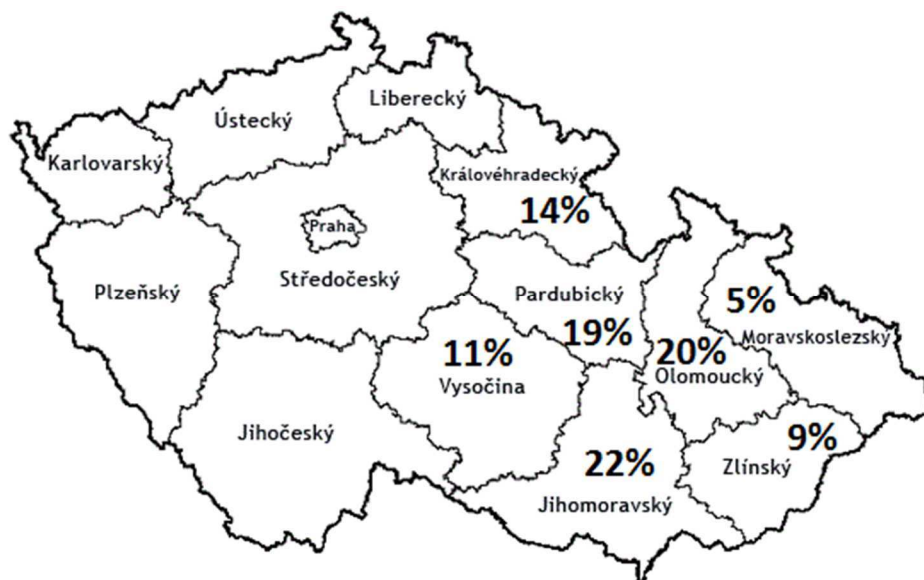 Liberecký
Ústecký
Karlovarský
Královéhradecký
14%
Praha
Středočeský
Plzeňský
Pardubický
19%
5%
Moravskoslezský
20%
Olomoucký
11%
Vysočina
Jihočeský
9%
Zlínský
22%
Jihomoravský